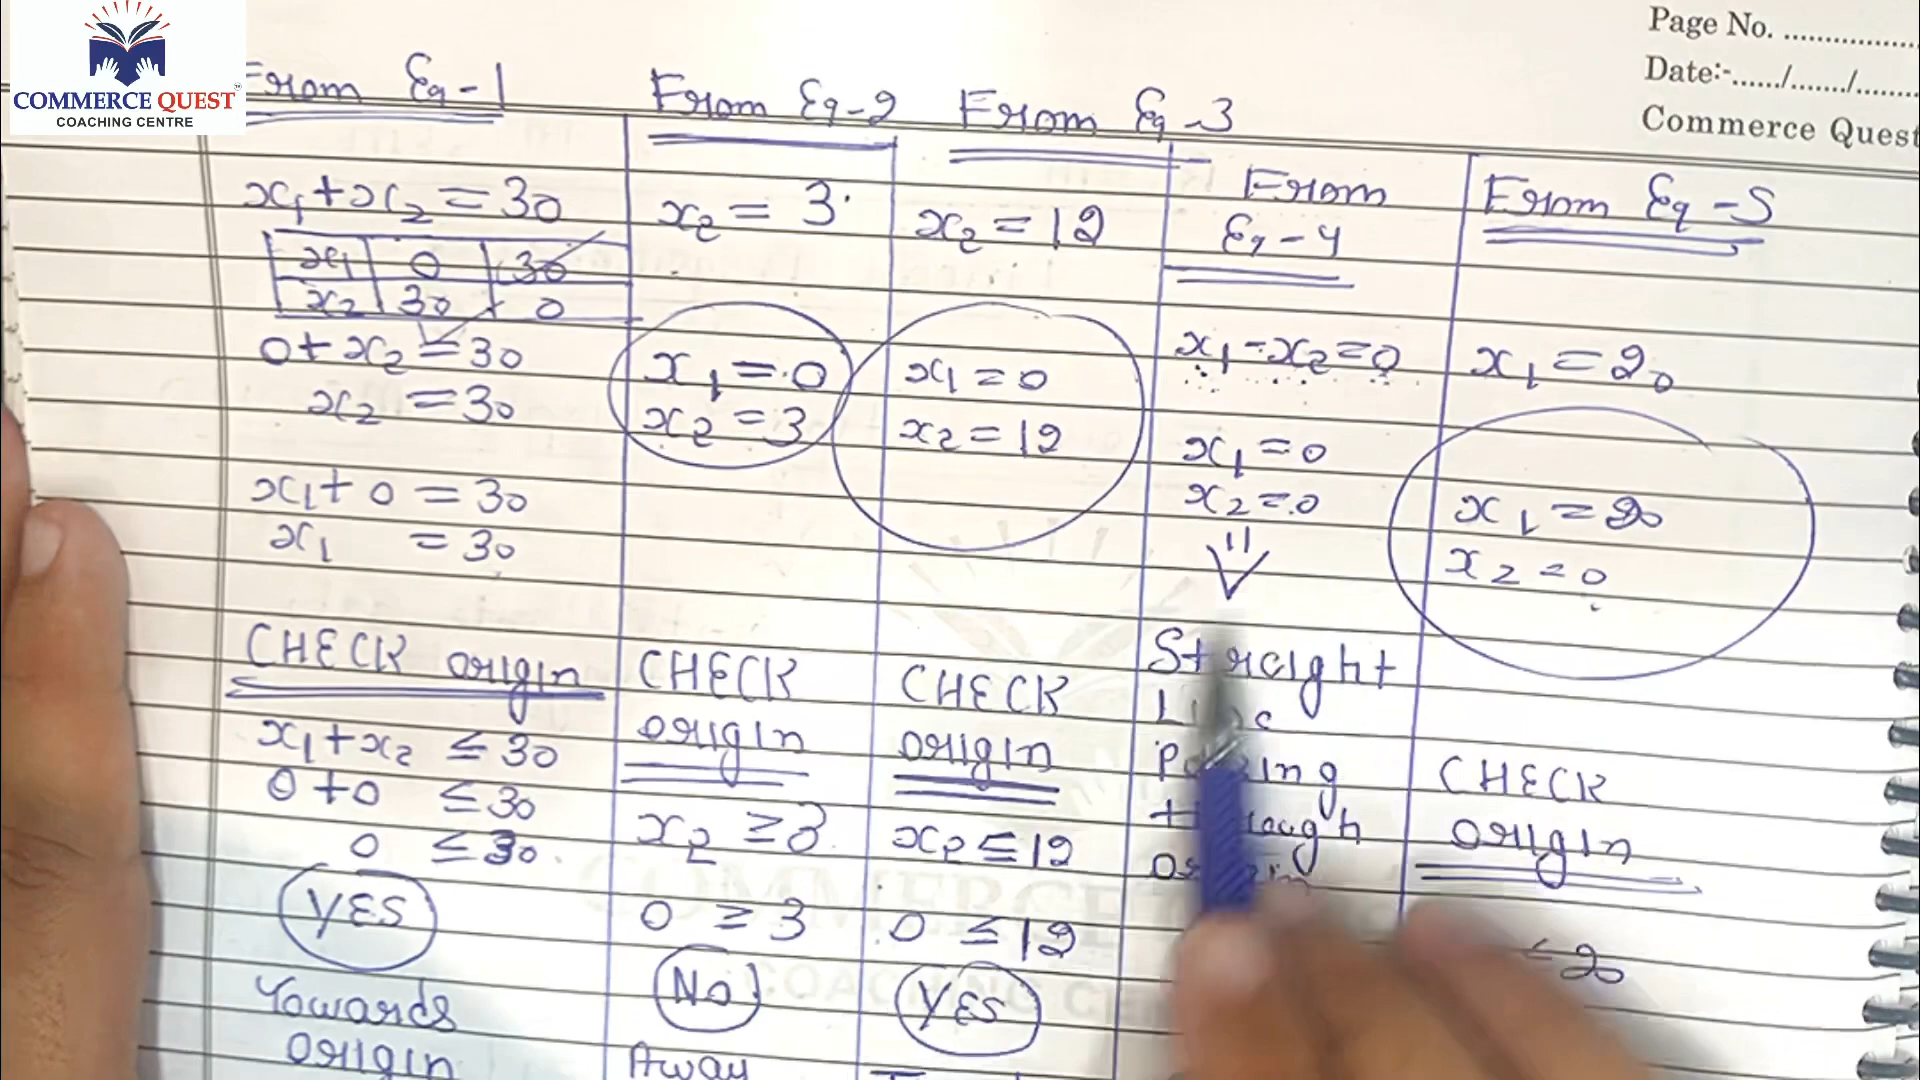 COMMERCE QUEST
COACHING CENTRE
Page No. ................
Date:-....../......./........
Commerce Quest
From Eq-1
x1+x2 = 30
x1 0 30
x2 30 0
0+x2 = 30
x2 = 30
x1+0 = 30
x1 = 30
CHECK origin
x1+x2 ≤ 30
0+0 ≤ 30
0 ≤ 30
YES
Towards
origin
From Eq-2
x2 = 3
x1 = 0
x2 = 3
CHECK
origin
x2 ≥ 3
0 ≥ 3
No
Away
From Eq-3
x2 = 12
x1 = 0
x2 = 12
CHECK
origin
x2 ≤ 12
0 ≤ 12
YES
From
Eq-4
x1-x2=0
x1=0
x2=0
Straight
Line
Passing
through
origin
From Eq-5
x1 = 20
x1 = 20
x2 = 0
CHECK
origin
≤ 20